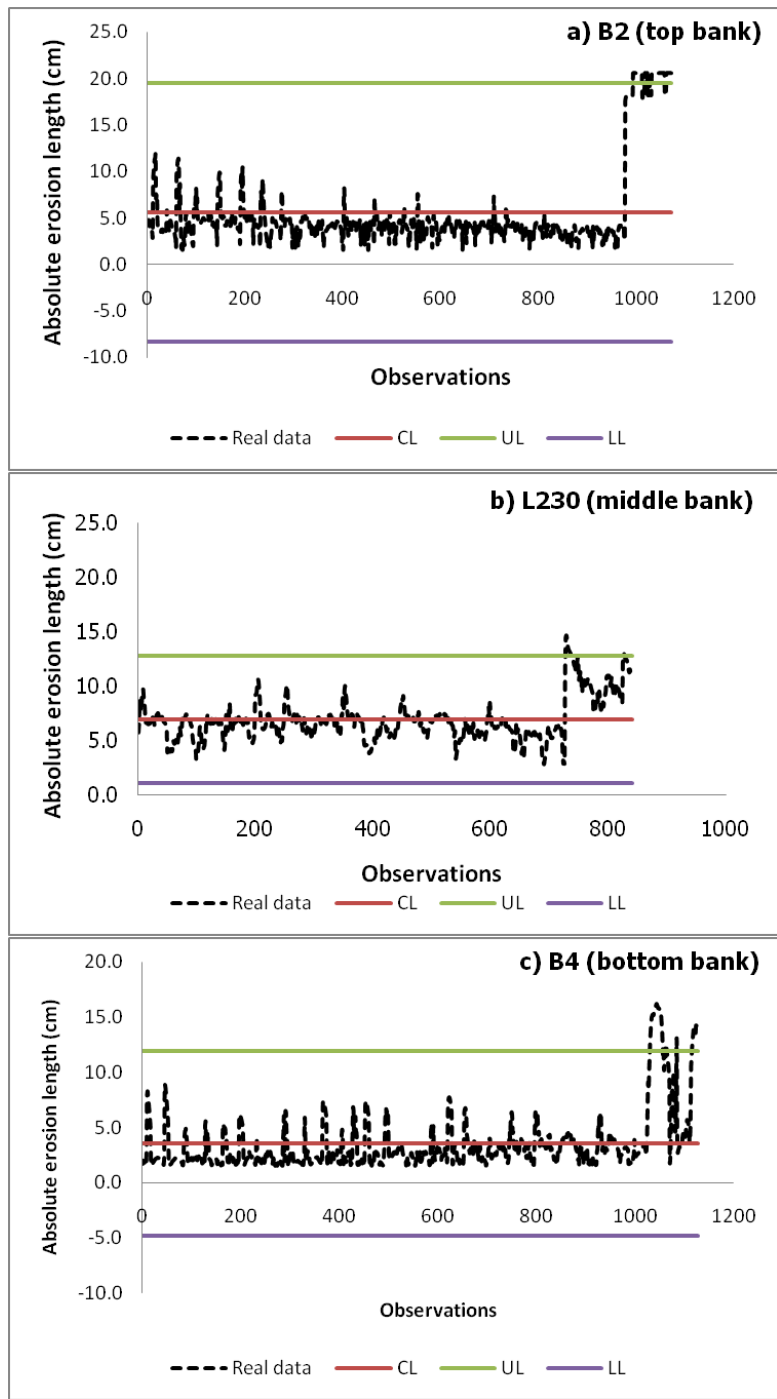 a) B2 (top bank)
Absolute erosion length (cm)
25.0
20.0
15.0
10.0
5.0
0.0
-5.0
-10.0
0 200 400 600 800 1000 1200
Observations
Real data CL UL LL
b) L230 (middle bank)
Absolute erosion length (cm)
25.0
20.0
15.0
10.0
5.0
0.0
0 200 400 600 800 1000
Observations
Real data CL UL LL
c) B4 (bottom bank)
Absolute erosion length (cm)
20.0
15.0
10.0
5.0
0.0
-5.0
-10.0
0 200 400 600 800 1000 1200
Observations
Real data CL UL LL